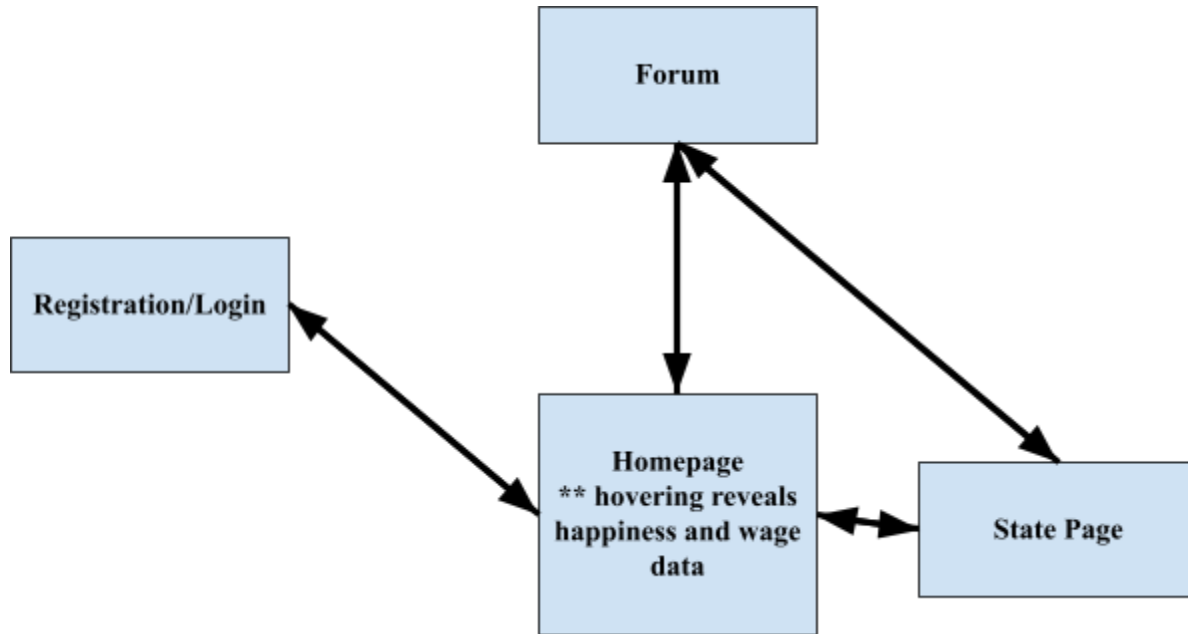 Forum
Registration/Login
Homepage
** hovering reveals
happiness and wage
data
State Page